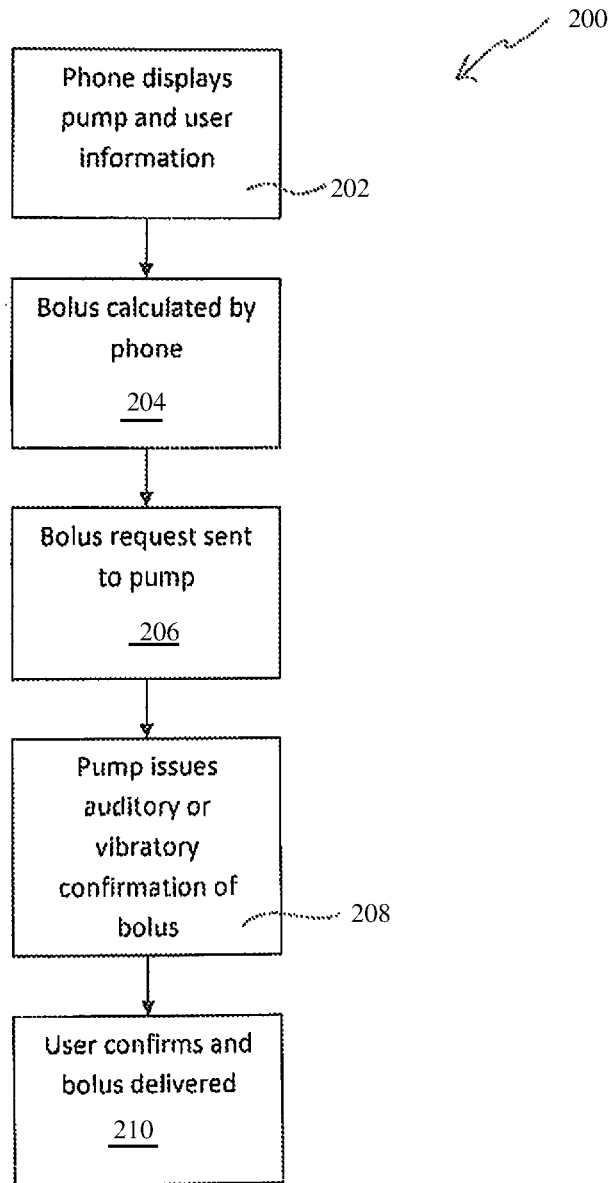 200
Phone displays
pump and user
information
202
Bolus calculated by
phone
204
Bolus request sent
to pump
206
Pump issues
auditory or
vibratory
confirmation of
bolus
208
User confirms and
bolus delivered
210